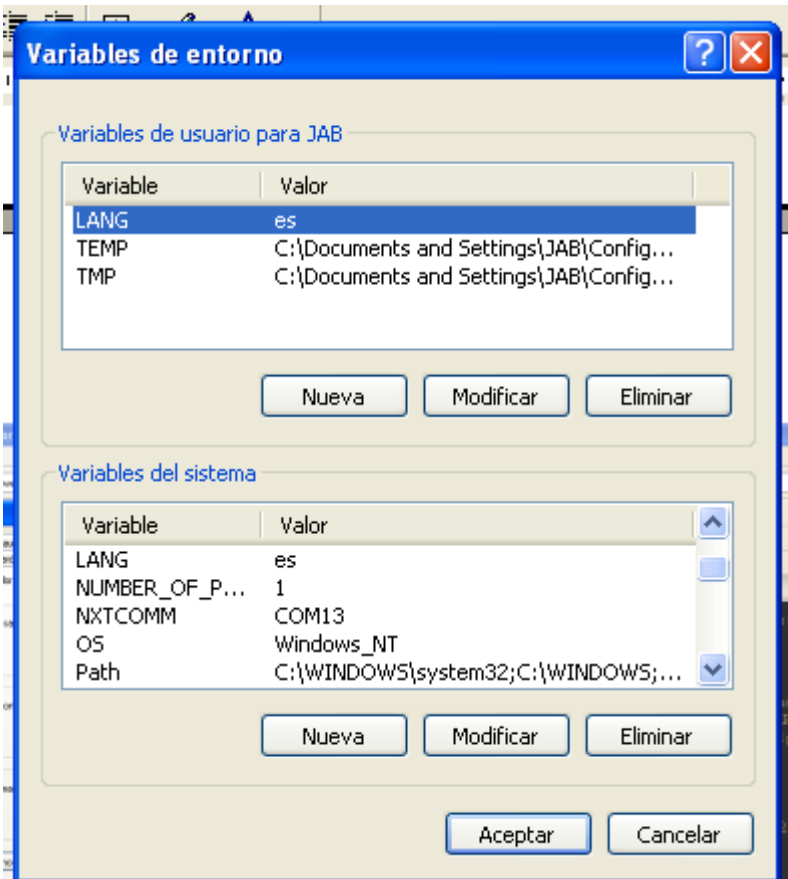 Variables de entorno
Variables de usuario para JAB
Variable Valor
LANG es
TEMP C:\Documents and Settings\JAB\Config...
TMP C:\Documents and Settings\JAB\Config...
Nueva Modificar Eliminar
Variables del sistema
Variable Valor
LANG es
NUMBER_OF_P... 1
NXTCOMM COM13
OS Windows_NT
Path C:\WINDOWS\system32;C:\WINDOWS;...
Nueva Modificar Eliminar
Aceptar Cancelar